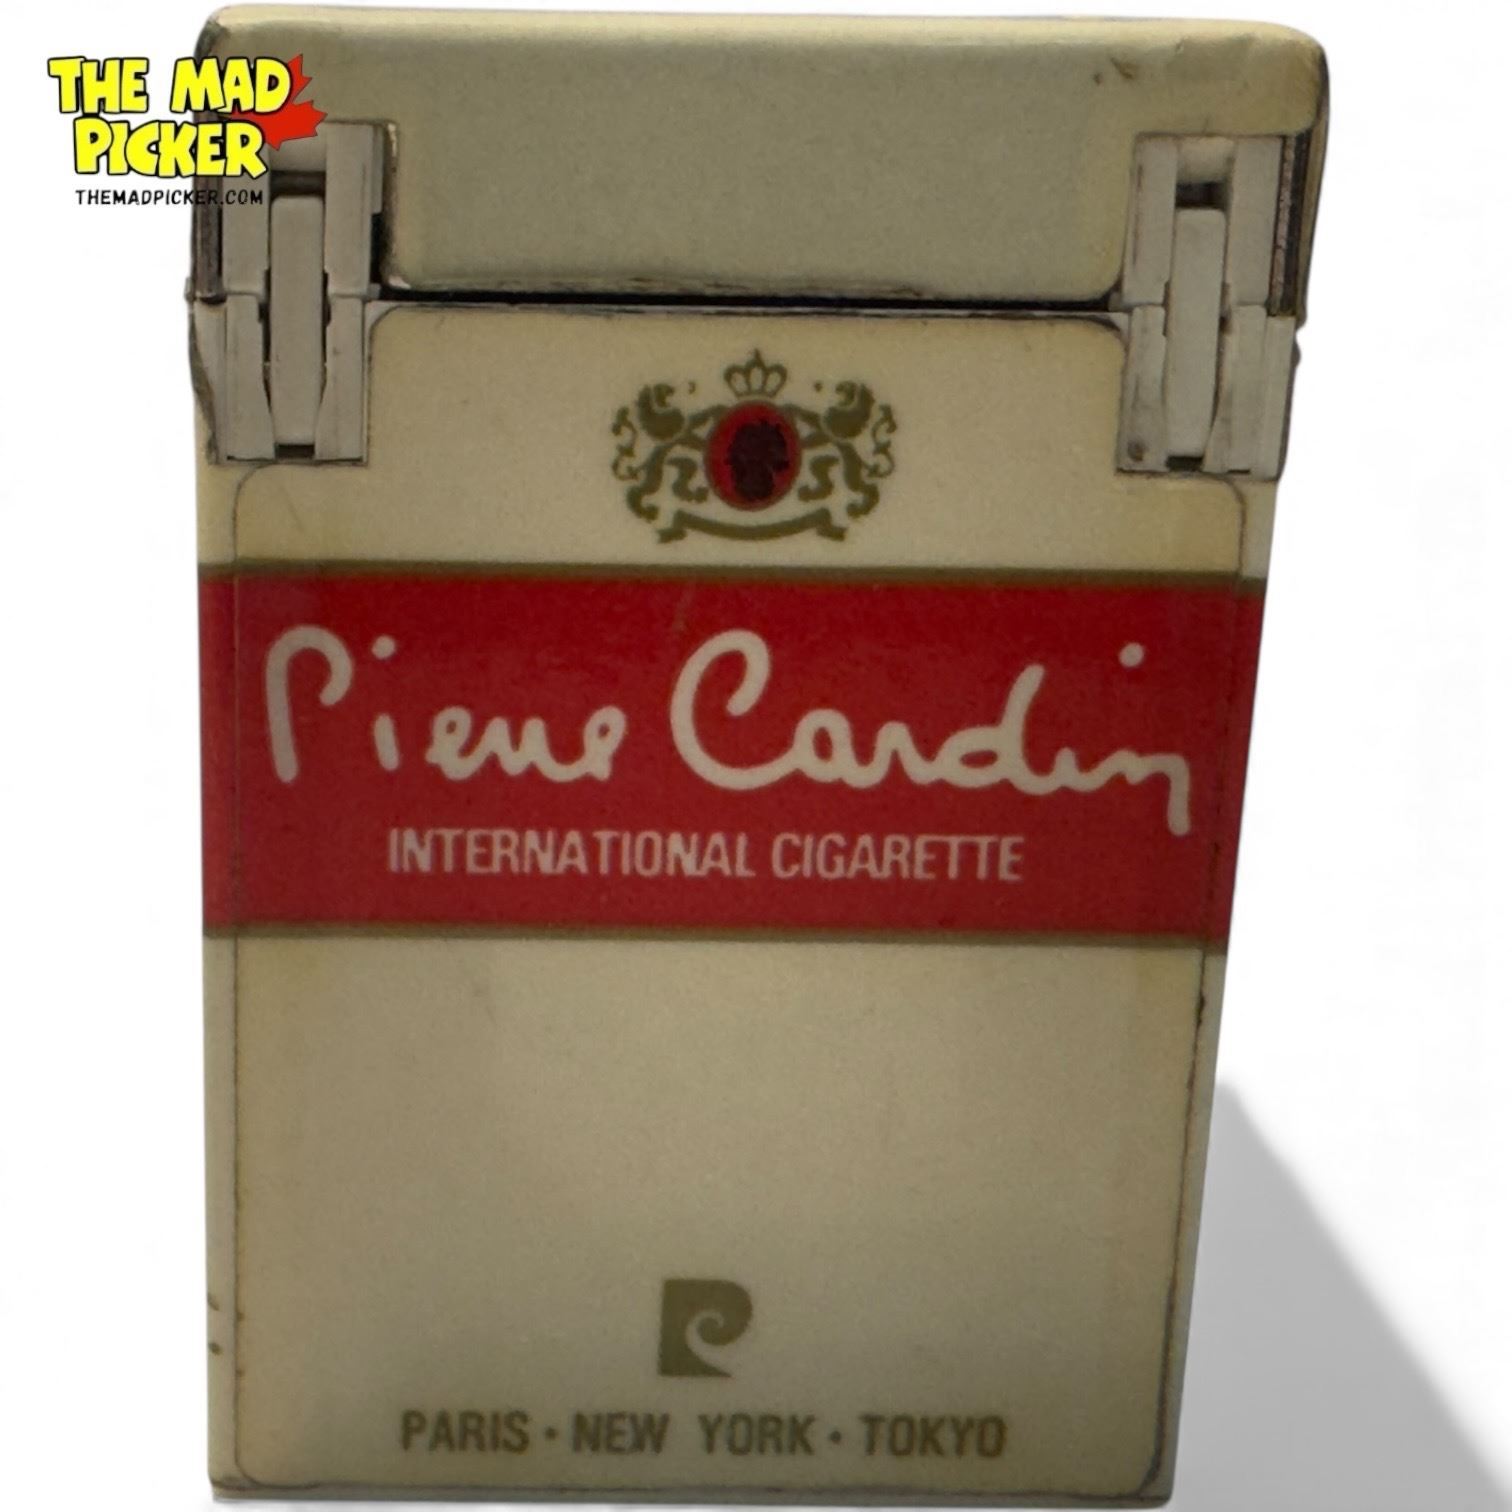 THE MAD
PICKER
THEMADPICKER.COM
Pierre Cardin
INTERNATIONAL CIGARETTE
PARIS · NEW YORK · TOKYO